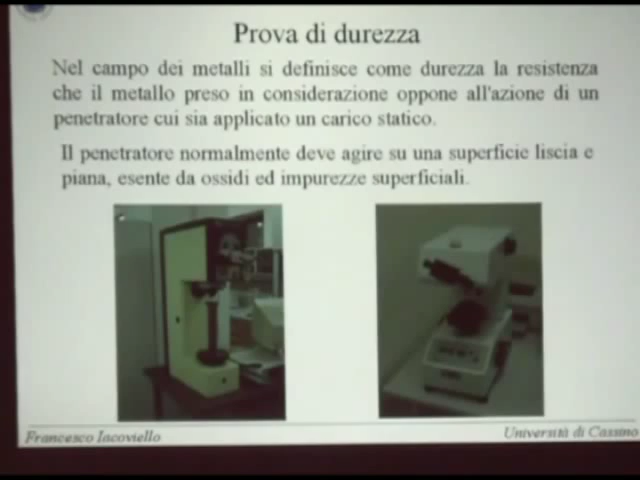 Prova di durezza
Nel campo dei metalli si definisce come durezza la resistenza
che il metallo preso in considerazione oppone all'azione di un
penetratore cui sia applicato un carico statico.
Il penetratore normalmente deve agire su una superficie liscia e
piana, esente da ossidi ed impurezze superficiali.
Francesco Iacoviello
Università di Cassino